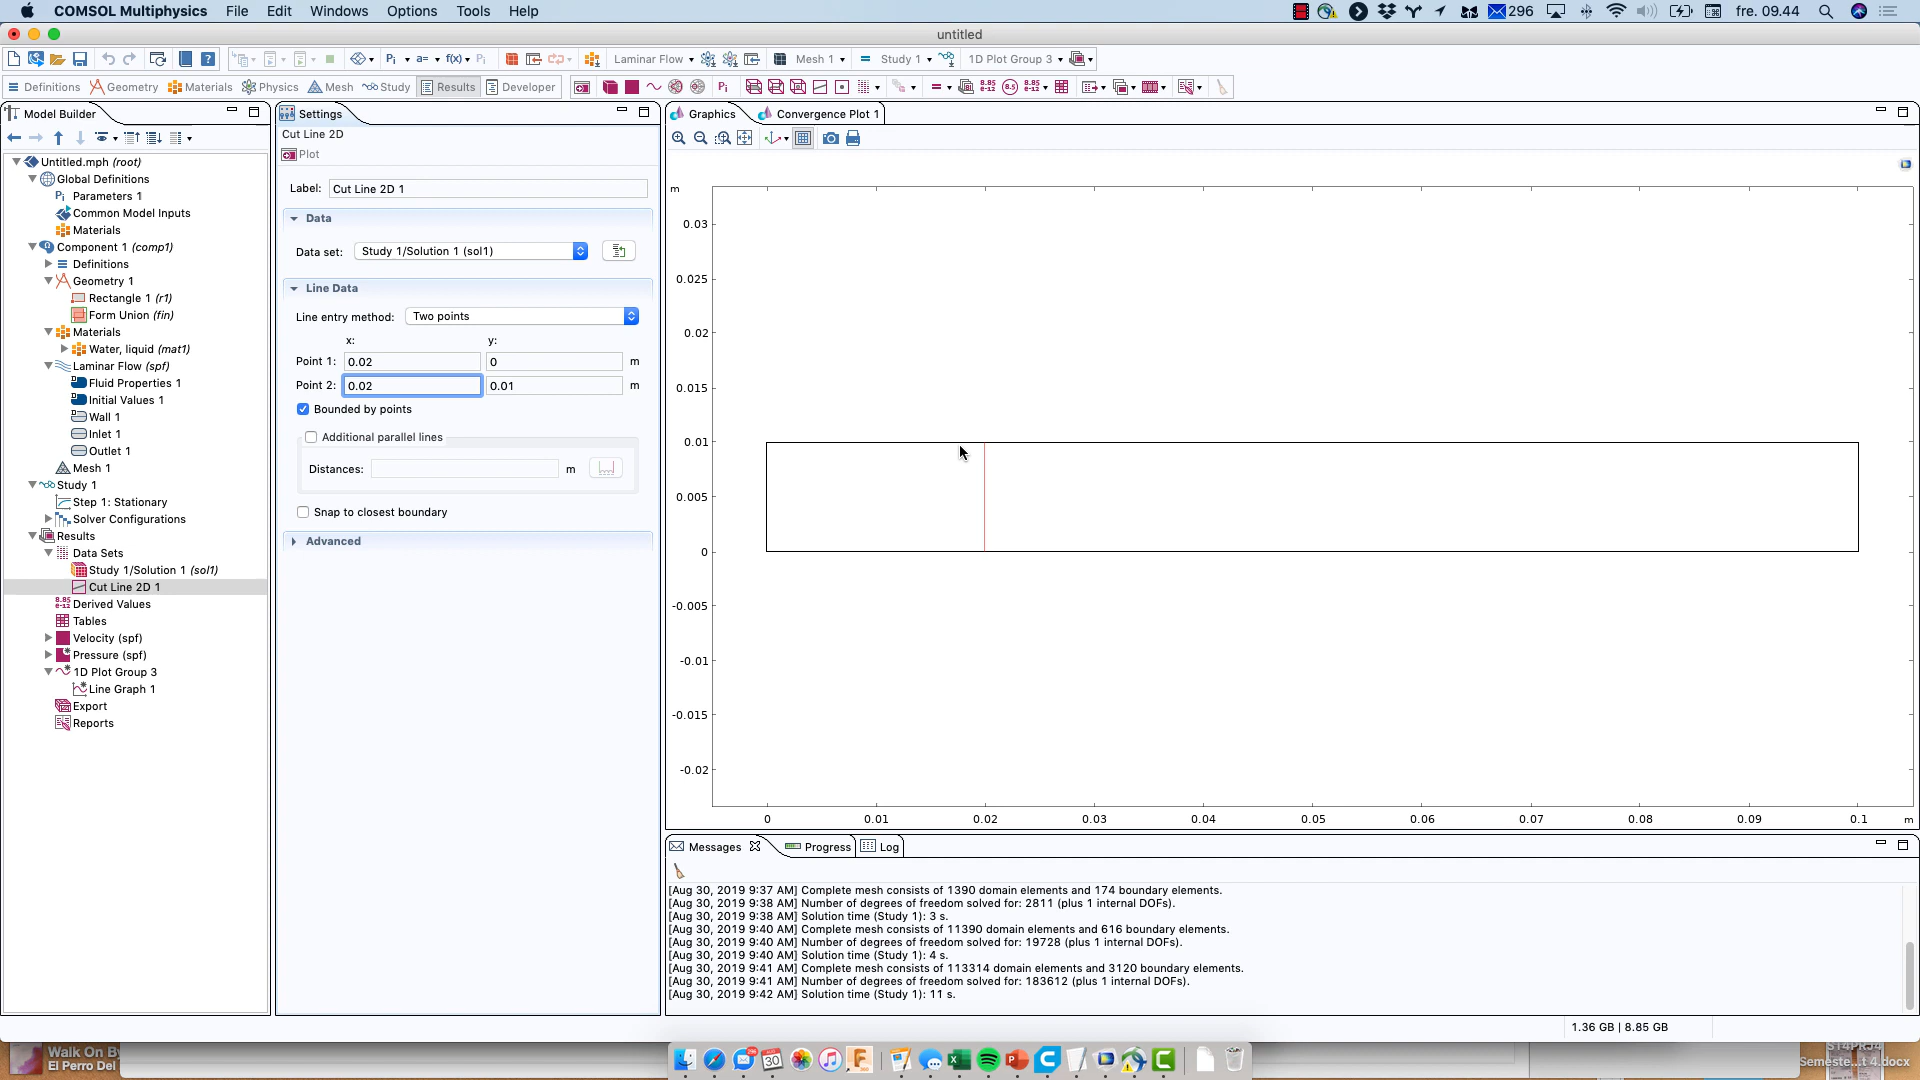 COMSOL Multiphysics File Edit Windows Options Tools Help 296 fre. 09.44
untitled
Laminar Flow Mesh 1 Study 1 1D Plot Group 3
Definitions Geometry Materials Physics Mesh Study Results Developer
Model Builder
Untitled.mph (root)
Global Definitions
Parameters 1
Common Model Inputs
Materials
Component 1 (comp1)
Definitions
Geometry 1
Rectangle 1 (r1)
Form Union (fin)
Materials
Water, liquid (mat1)
Laminar Flow (spf)
Fluid Properties 1
Initial Values 1
Wall 1
Inlet 1
Outlet 1
Mesh 1
Study 1
Step 1: Stationary
Solver Configurations
Results
Data Sets
Study 1/Solution 1 (sol1)
Cut Line 2D 1
Derived Values
Tables
Velocity (spf)
Pressure (spf)
1D Plot Group 3
Line Graph 1
Export
Reports
Settings
Cut Line 2D
Plot
Label: Cut Line 2D 1
Data
Data set: Study 1/Solution 1 (sol1)
Line Data
Line entry method: Two points
x: y:
Point 1: 0.02 0 m
Point 2: 0.02 0.01 m
Bounded by points
Additional parallel lines
Distances: m
Snap to closest boundary
Advanced
Graphics Convergence Plot 1
m
0.03
0.025
0.02
0.015
0.01
0.005
0
-0.005
-0.01
-0.015
-0.02
0 0.01 0.02 0.03 0.04 0.05 0.06 0.07 0.08 0.09 0.1 m
Messages Progress Log
[Aug 30, 2019 9:37 AM] Complete mesh consists of 1390 domain elements and 174 boundary elements.
[Aug 30, 2019 9:38 AM] Number of degrees of freedom solved for: 2811 (plus 1 internal DOFs).
[Aug 30, 2019 9:38 AM] Solution time (Study 1): 3 s.
[Aug 30, 2019 9:40 AM] Complete mesh consists of 11390 domain elements and 616 boundary elements.
[Aug 30, 2019 9:40 AM] Number of degrees of freedom solved for: 19728 (plus 1 internal DOFs).
[Aug 30, 2019 9:40 AM] Solution time (Study 1): 4 s.
[Aug 30, 2019 9:41 AM] Complete mesh consists of 113314 domain elements and 3120 boundary elements.
[Aug 30, 2019 9:41 AM] Number of degrees of freedom solved for: 183612 (plus 1 internal DOFs).
[Aug 30, 2019 9:42 AM] Solution time (Study 1): 11 s.
1.36 GB | 8.85 GB
Walk On By
El Perro Del
Semeste...t 4.docx